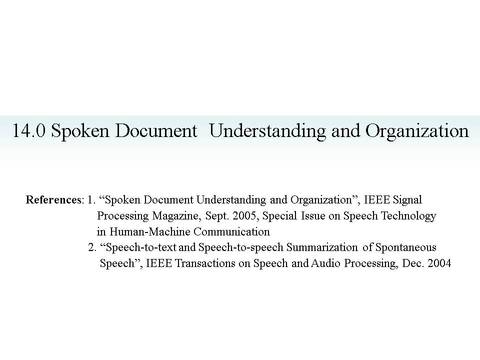 14.0 Spoken Document  Understanding and Organization
References: 1. “Spoken Document Understanding and Organization”, IEEE Signal
Processing Magazine, Sept. 2005, Special Issue on Speech Technology
in Human-Machine Communication
2. “Speech-to-text and Speech-to-speech Summarization of Spontaneous
Speech”, IEEE Transactions on Speech and Audio Processing, Dec. 2004